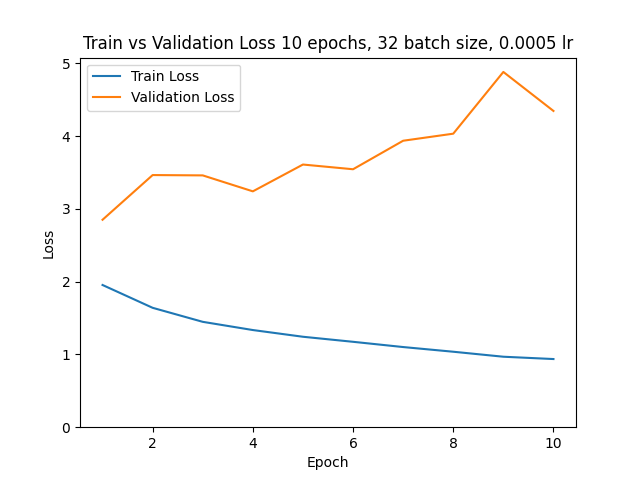 Train vs Validation Loss 10 epochs, 32 batch size, 0.0005 lr
Train Loss
Validation Loss
5
4
3
2
1
0
Loss
2
4
6
8
10
Epoch